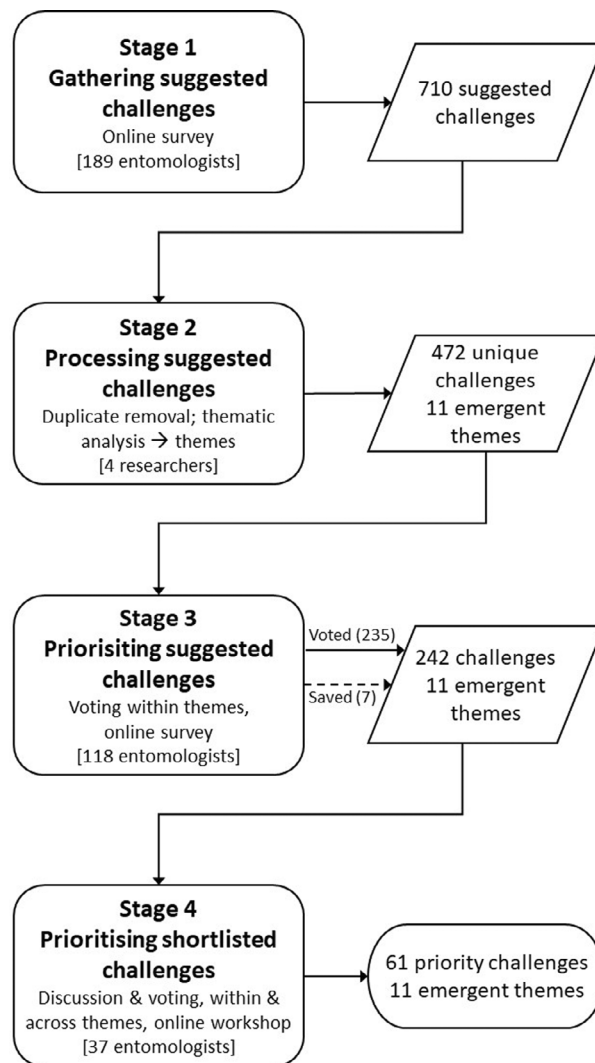 Stage 1
Gathering suggested
challenges
Online survey
[189 entomologists]
710 suggested
challenges
Stage 2
Processing suggested
challenges
Duplicate removal; thematic
analysis → themes
[4 researchers]
472 unique
challenges
11 emergent
themes
Stage 3
Priorisiting suggested
challenges
Voting within themes,
online survey
[118 entomologists]
Voted (235)
Saved (7)
242 challenges
11 emergent
themes
Stage 4
Prioritising shortlisted
challenges
Discussion & voting, within &
across themes, online workshop
[37 entomologists]
61 priority challenges
11 emergent themes